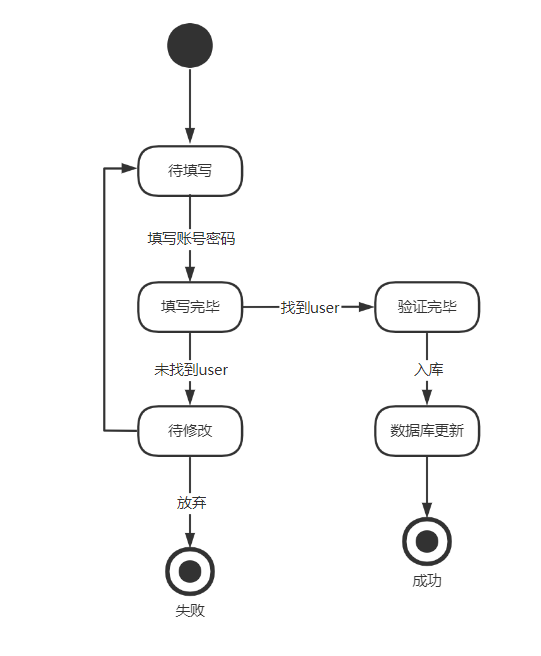 待填写
填写账号密码
填写完毕
找到user
验证完毕
未找到user
入库
待修改
数据库更新
放弃
成功
失败